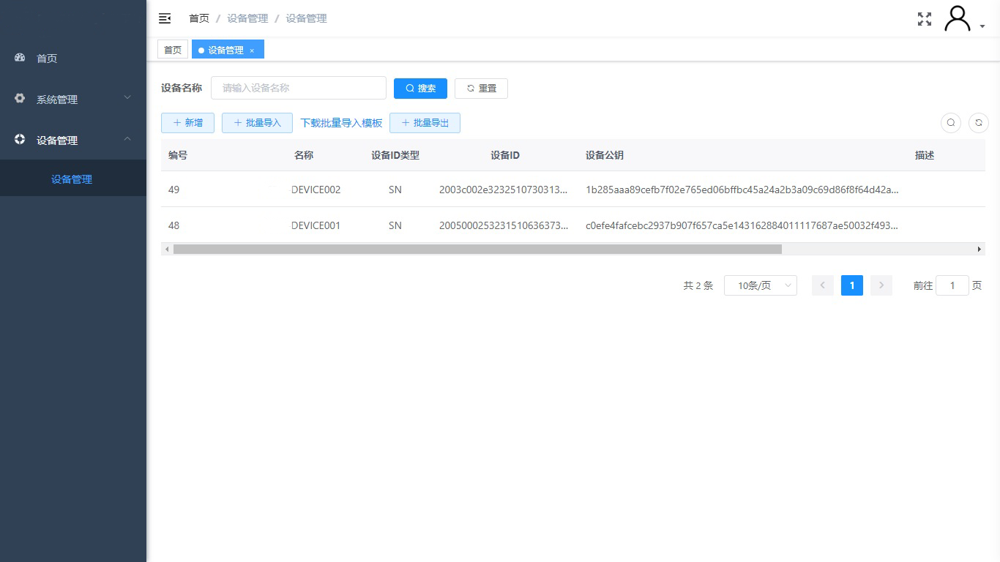 首页
系统管理
设备管理
设备管理
首页 / 设备管理 / 设备管理
首页 设备管理 ×
设备名称 请输入设备名称 搜索 重置
新增 批量导入 下载批量导入模板 批量导出
编号 名称 设备ID类型 设备ID 设备公钥 描述
49 DEVICE002 SN 2003c002e3232510730313... 1b285aaa89cefb7f02e765ed06bffbc45a24a2b3a09c69d86f8f64d42a...
48 DEVICE001 SN 2005000253231510636373... c0efe4fafcebc2937b907f657ca5e143162884011117687ae50032f493...
共 2 条 10条/页 1 前往 1 页